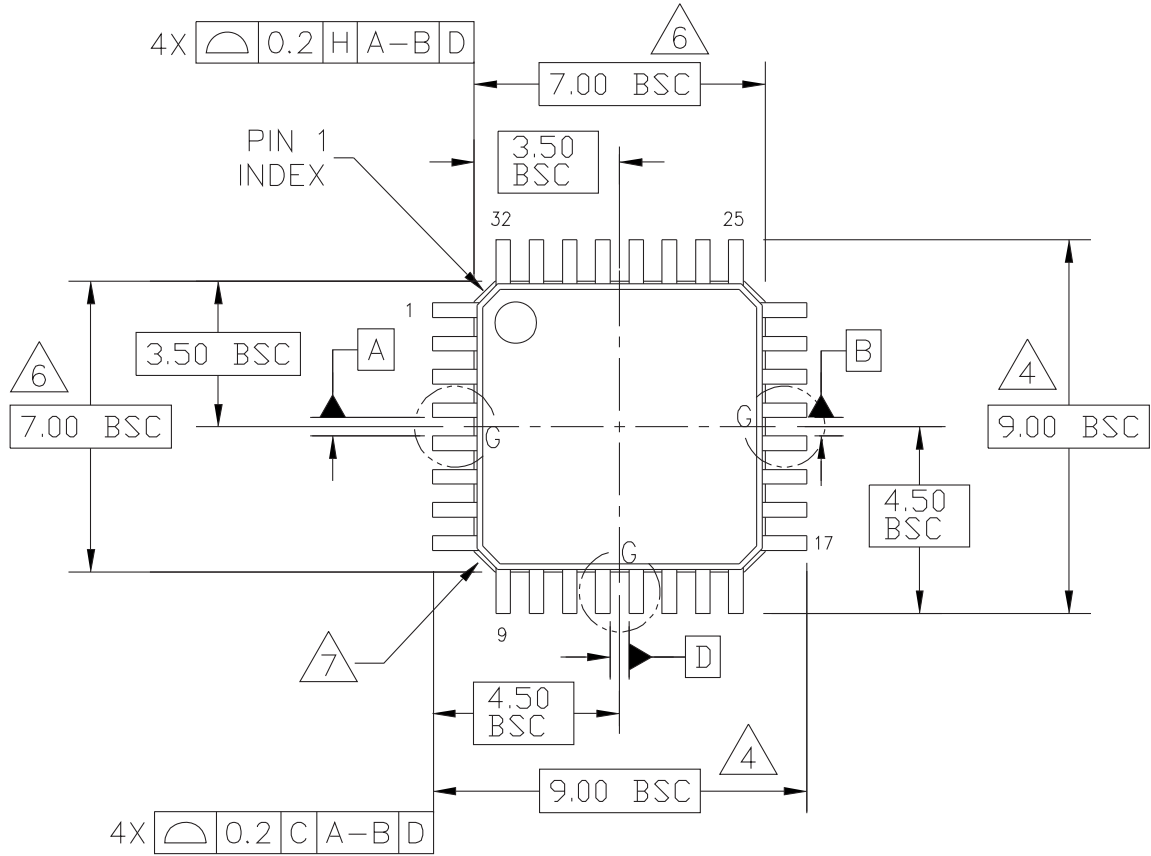 6
4X 0.2 H A-B D
7.00 BSC
PIN 1
INDEX
3.50
BSC
32
25
1
3.50 BSC
A
B
6
4
7.00 BSC
G
G
9.00 BSC
4.50
BSC
17
G
9
7
D
4.50
BSC
4
9.00 BSC
4X 0.2 C A-B D